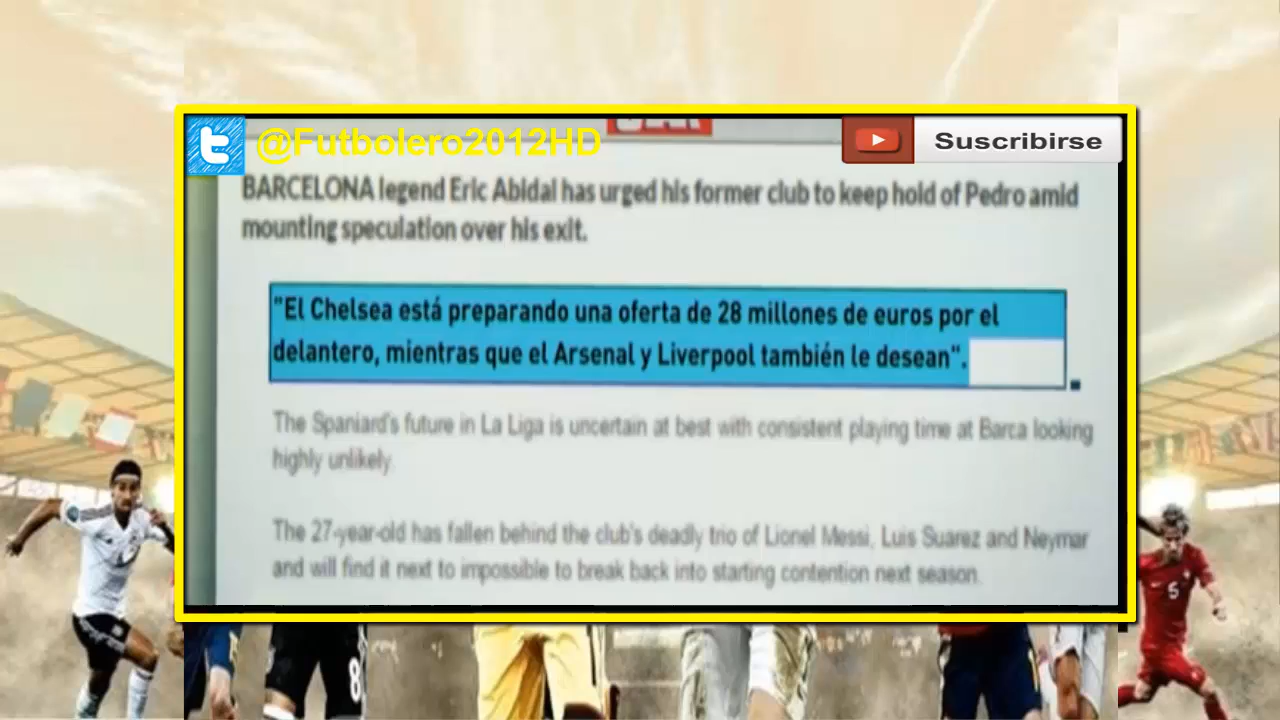 @Futbolero2012HD
Suscribirse
BARCELONA legend Eric Abidal has urged his former club to keep hold of Pedro amid
mounting speculation over his exit.
"El Chelsea está preparando una oferta de 28 millones de euros por el
delantero, mientras que el Arsenal y Liverpool también le desean".
The Spaniard's future in La Liga is uncertain at best with consistent playing time at Barca looking
highly unlikely.
The 27-year-old has fallen behind the club's deadly trio of Lionel Messi, Luis Suarez and Neymar
and will find it next to impossible to break back into starting contention next season.
8
5